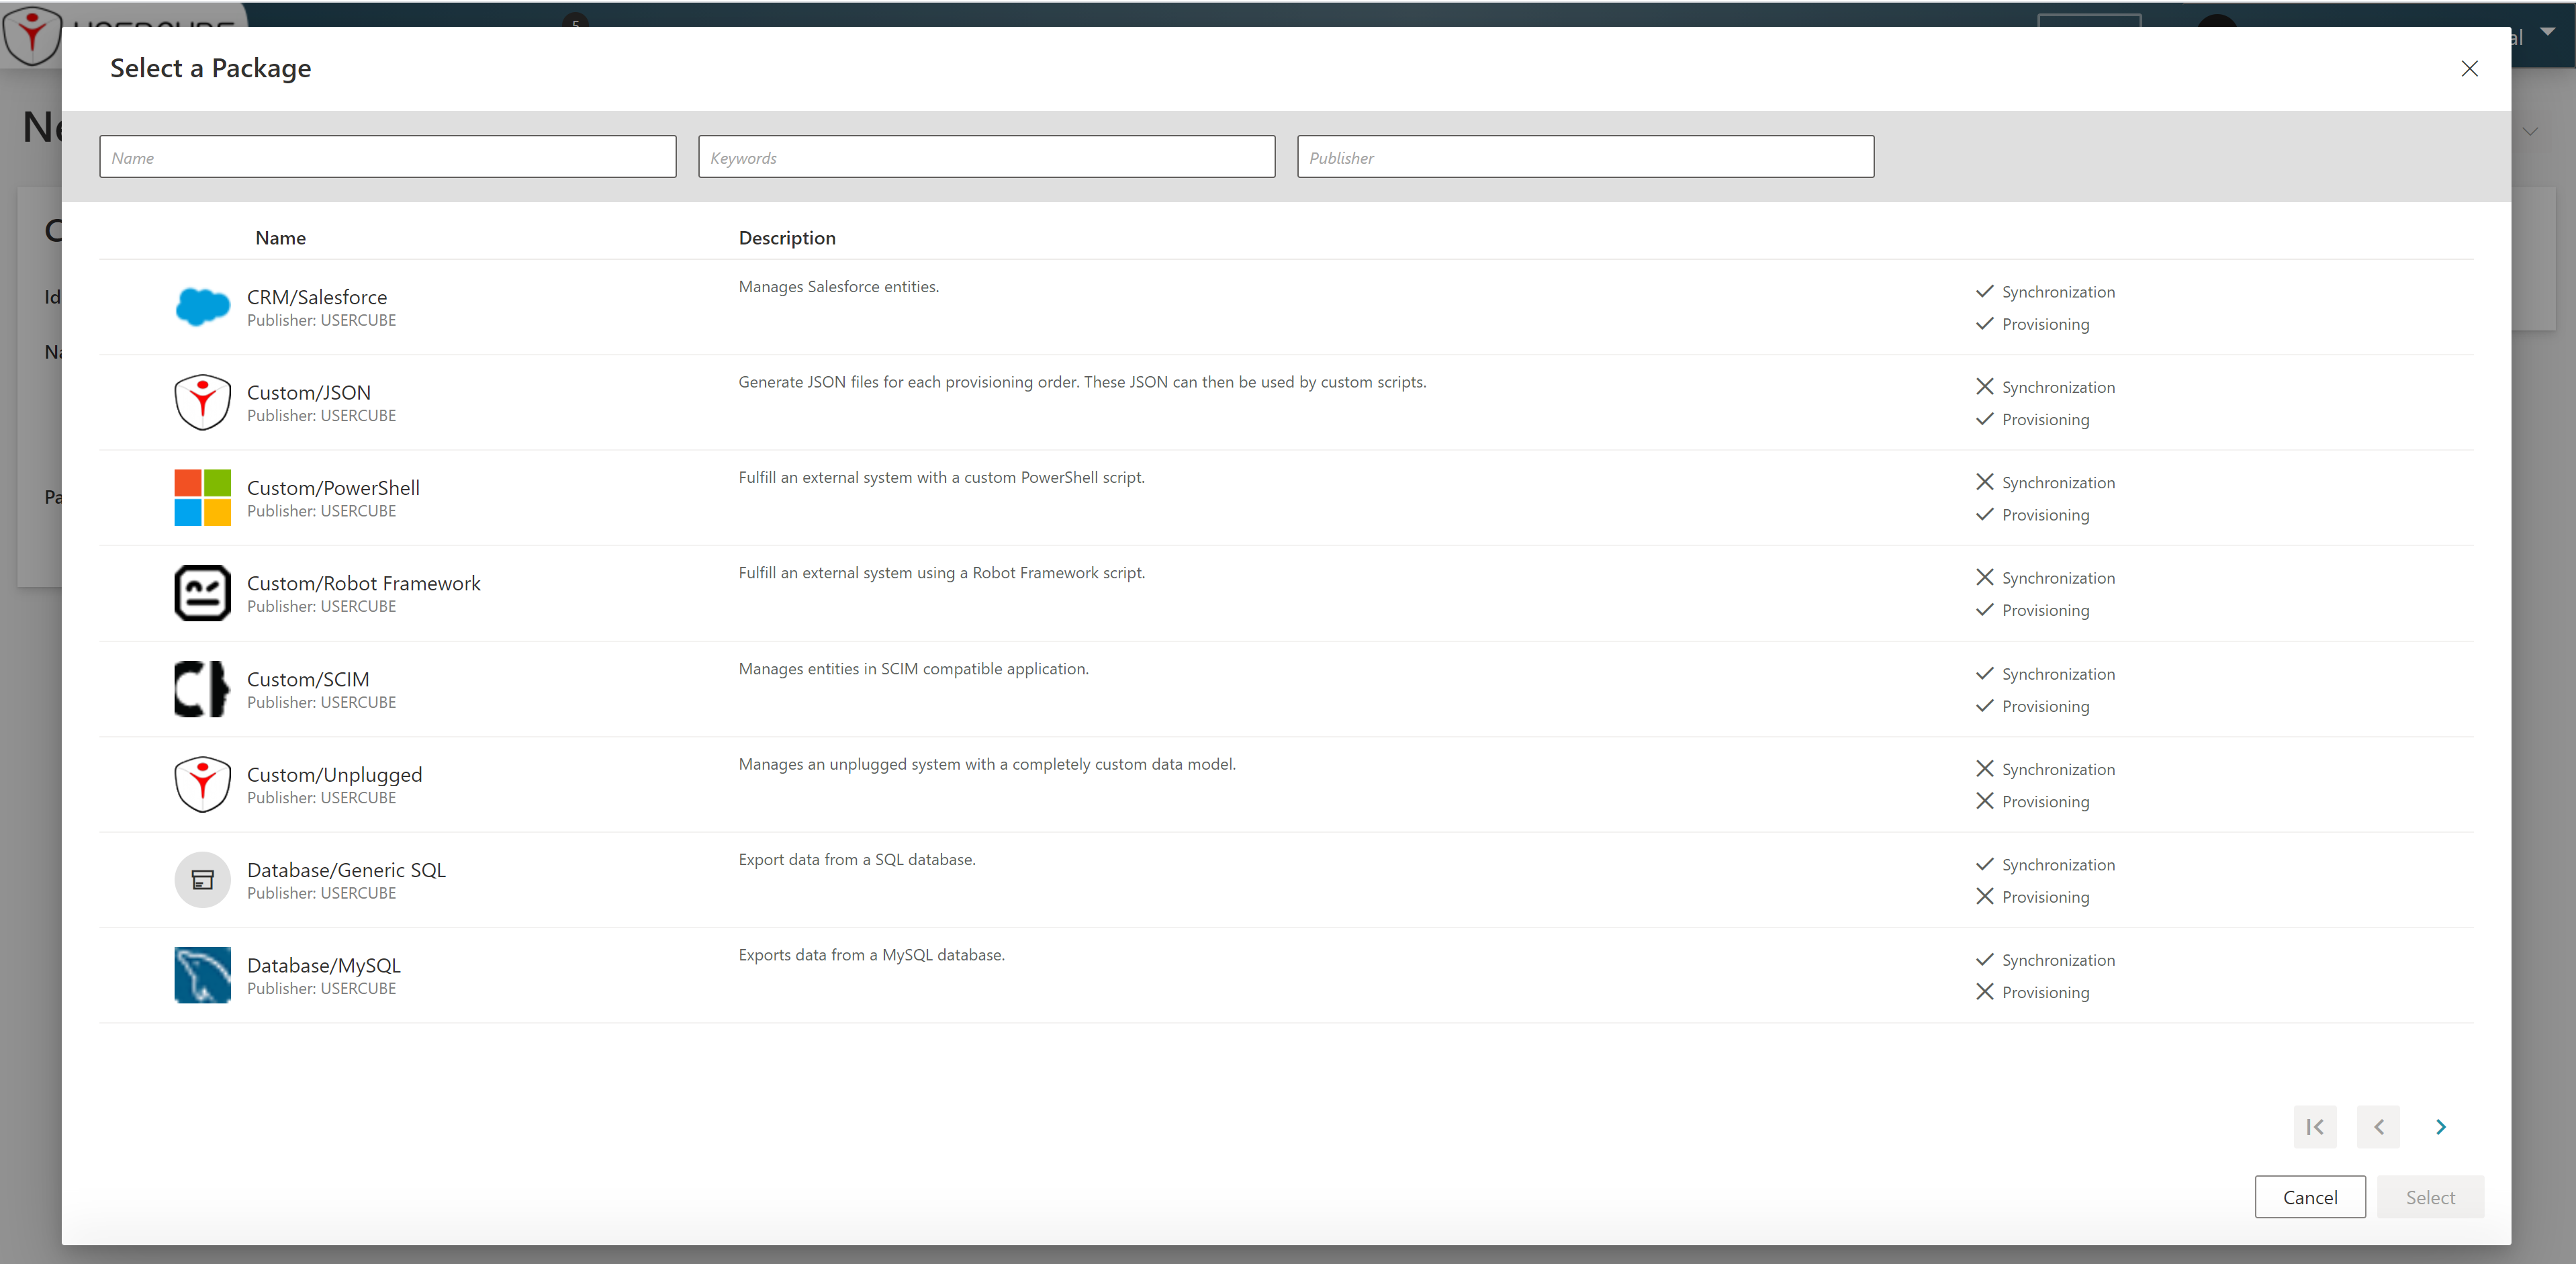 5
al
Select a Package
Ne
Name
Keywords
Publisher
Name
Description
CRM/Salesforce
Publisher: USERCUBE
Manages Salesforce entities.
Synchronization
Provisioning
Id
Custom/JSON
Publisher: USERCUBE
Generate JSON files for each provisioning order. These JSON can then be used by custom scripts.
Synchronization
Provisioning
Custom/PowerShell
Publisher: USERCUBE
Fulfill an external system with a custom PowerShell script.
Synchronization
Provisioning
Pa
Custom/Robot Framework
Publisher: USERCUBE
Fulfill an external system using a Robot Framework script.
Synchronization
Provisioning
Custom/SCIM
Publisher: USERCUBE
Manages entities in SCIM compatible application.
Synchronization
Provisioning
Custom/Unplugged
Publisher: USERCUBE
Manages an unplugged system with a completely custom data model.
Synchronization
Provisioning
Database/Generic SQL
Publisher: USERCUBE
Export data from a SQL database.
Synchronization
Provisioning
Database/MySQL
Publisher: USERCUBE
Exports data from a MySQL database.
Synchronization
Provisioning
Cancel
Select